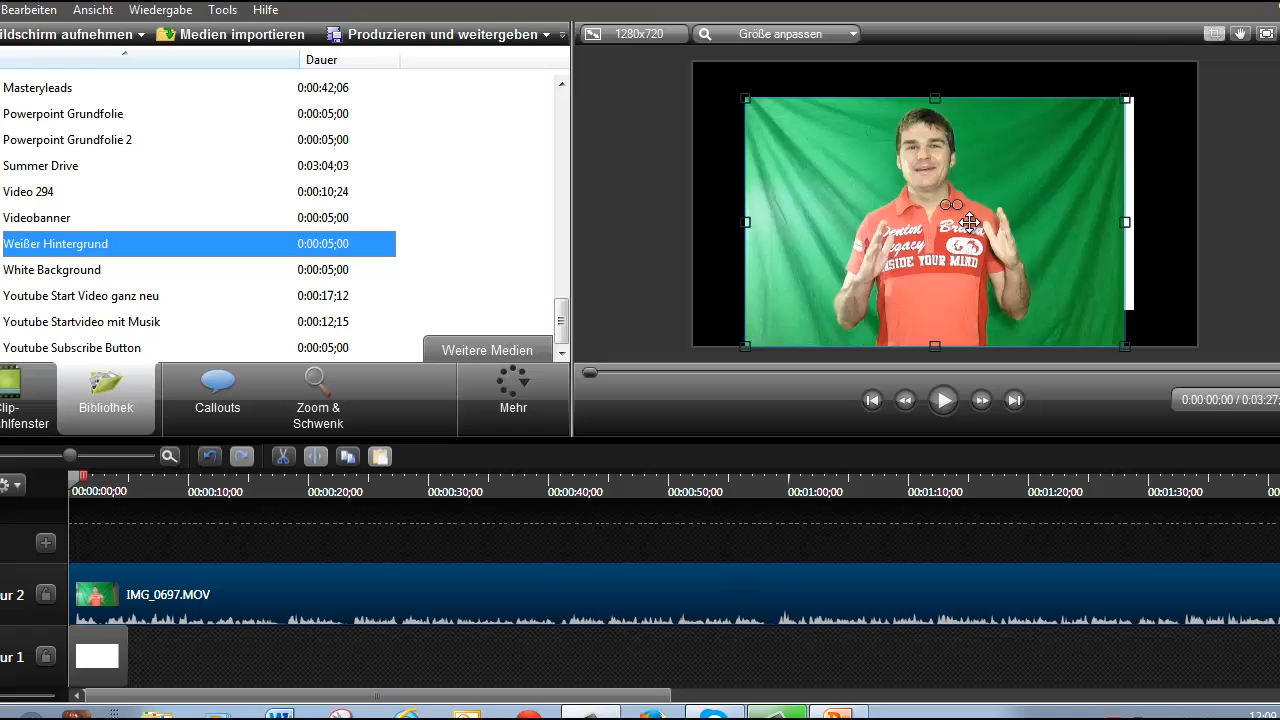 Bearbeiten Ansicht Wiedergabe Tools Hilfe
ildschirm aufnehmen Medien importieren Produzieren und weitergeben 1280x720 Größe anpassen
Dauer
Masteryleads 0:00:42;06
Powerpoint Grundfolie 0:00:05;00
Powerpoint Grundfolie 2 0:00:05;00
Summer Drive 0:03:04;03
Video 294 0:00:10;24
Videobanner 0:00:05;00
Weißer Hintergrund 0:00:05;00
White Background 0:00:05;00
Youtube Start Video ganz neu 0:00:17;12
Youtube Startvideo mit Musik 0:00:12;15
Youtube Subscribe Button 0:00:05;00
Weitere Medien
Denim Br
egacy
NSIDE YOUR MIND
Clip-
hlfenster
Bibliothek
Callouts
Zoom &
Schwenk
Mehr
0:00:00;00 / 0:03:27;
00:00:00;00 00:00:10;00 00:00:20;00 00:00:30;00 00:00:40;00 00:00:50;00 00:01:00;00 00:01:10;00 00:01:20;00 00:01:30;00 00
ur 2 IMG_0697.MOV
ur 1
12:09